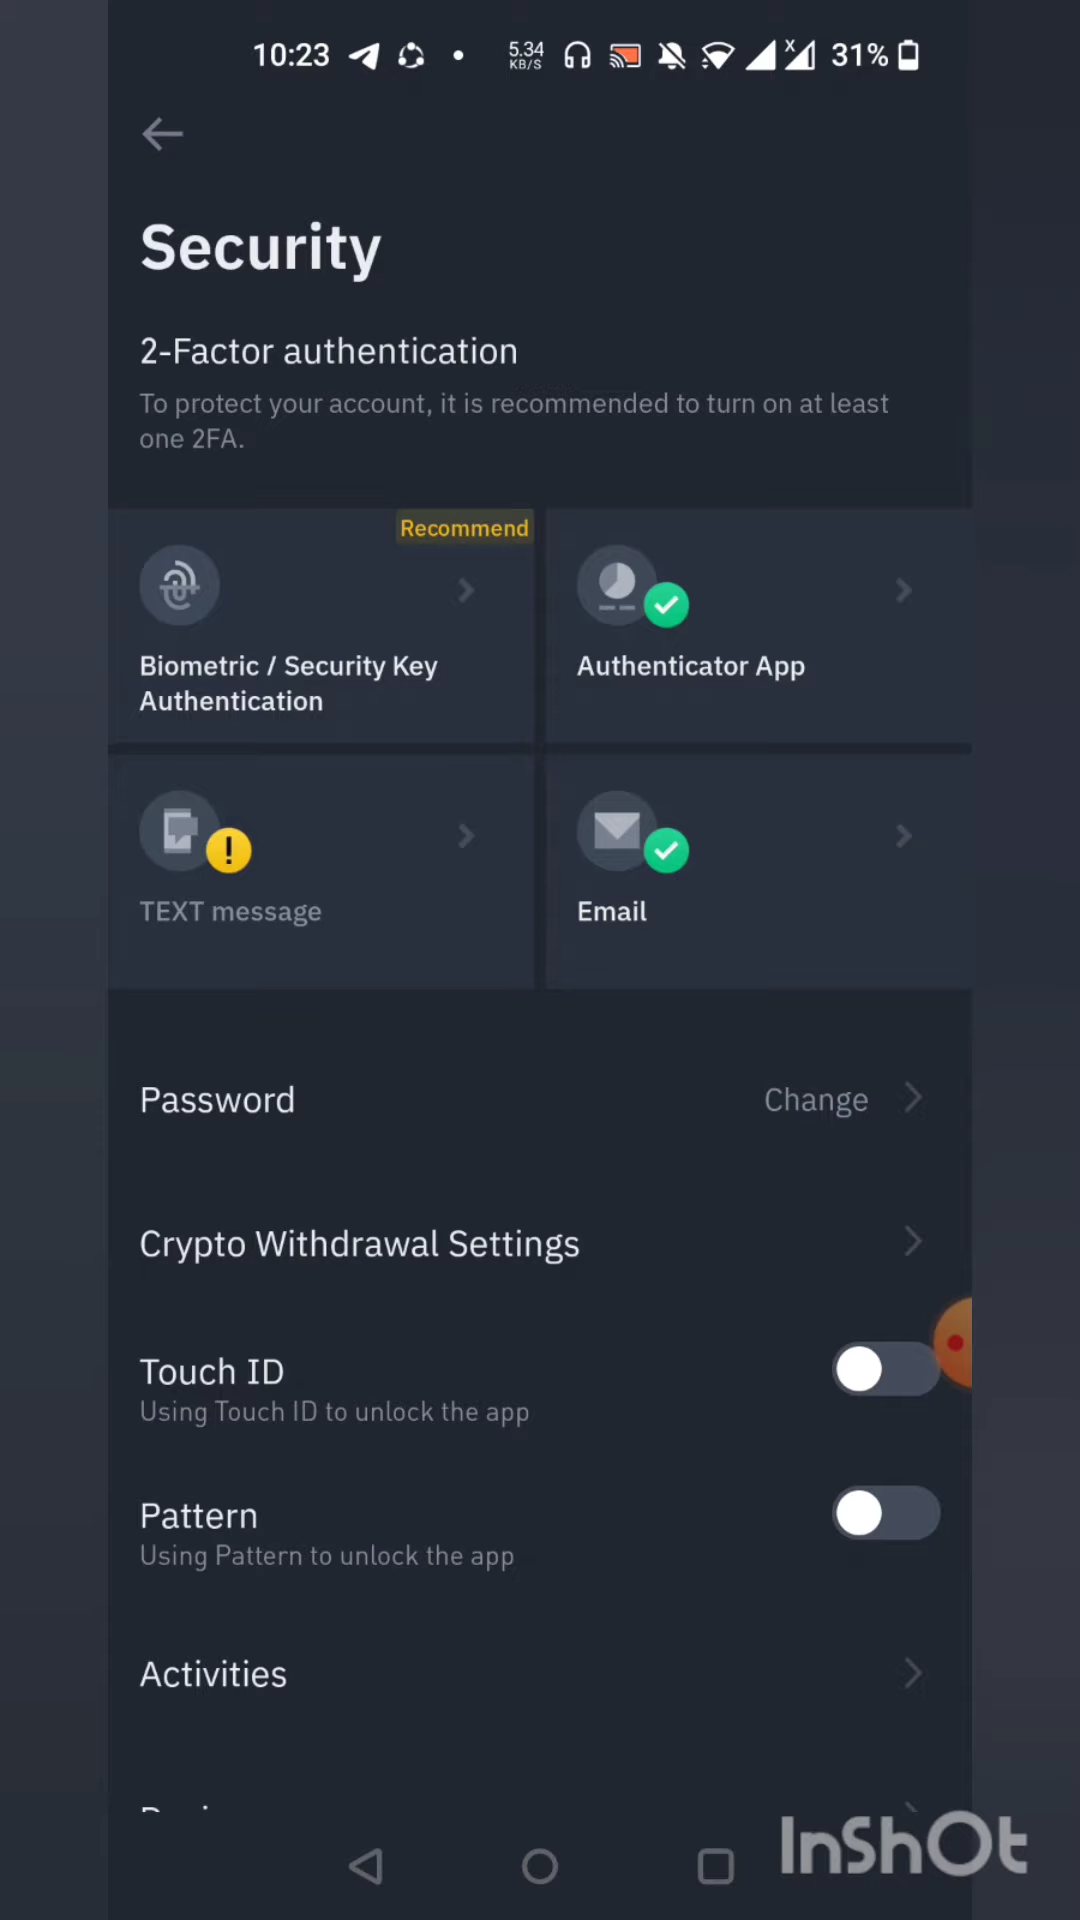 10:23 5.34 KB/S 31%
Security
2-Factor authentication
To protect your account, it is recommended to turn on at least
one 2FA.
Recommend
Biometric / Security Key
Authentication
Authenticator App
TEXT message
Email
Password Change
Crypto Withdrawal Settings
Touch ID
Using Touch ID to unlock the app
Pattern
Using Pattern to unlock the app
Activities
InShOt